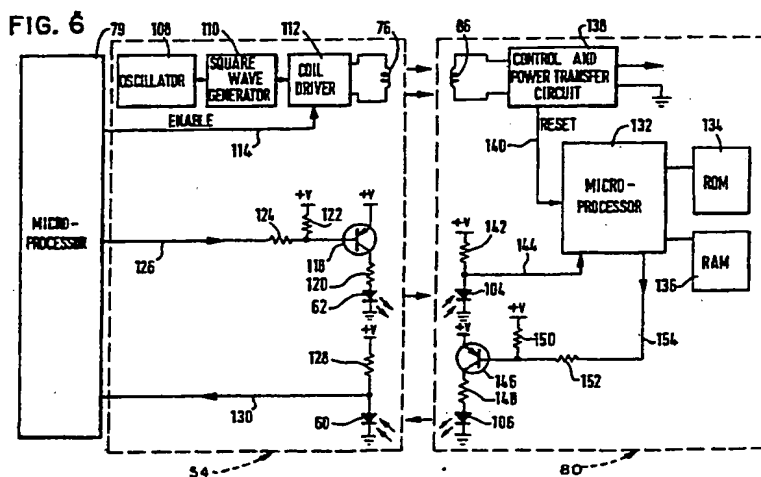 FIG. 6
79
108
110
112
76
86
138
OSCILLATOR
SQUARE
WAVE
GENERATOR
COIL
DRIVER
CONTROL AND
POWER TRANSFER
CIRCUIT
ENABLE
114
RESET
140
132
134
MICRO-
PROCESSOR
ROM
MICRO-
PROCESSOR
+V
122
+V
124
126
118
120
62
+V
142
144
104
136
RAM
+V
128
130
60
+V
+V
150
154
146
152
148
106
54
80